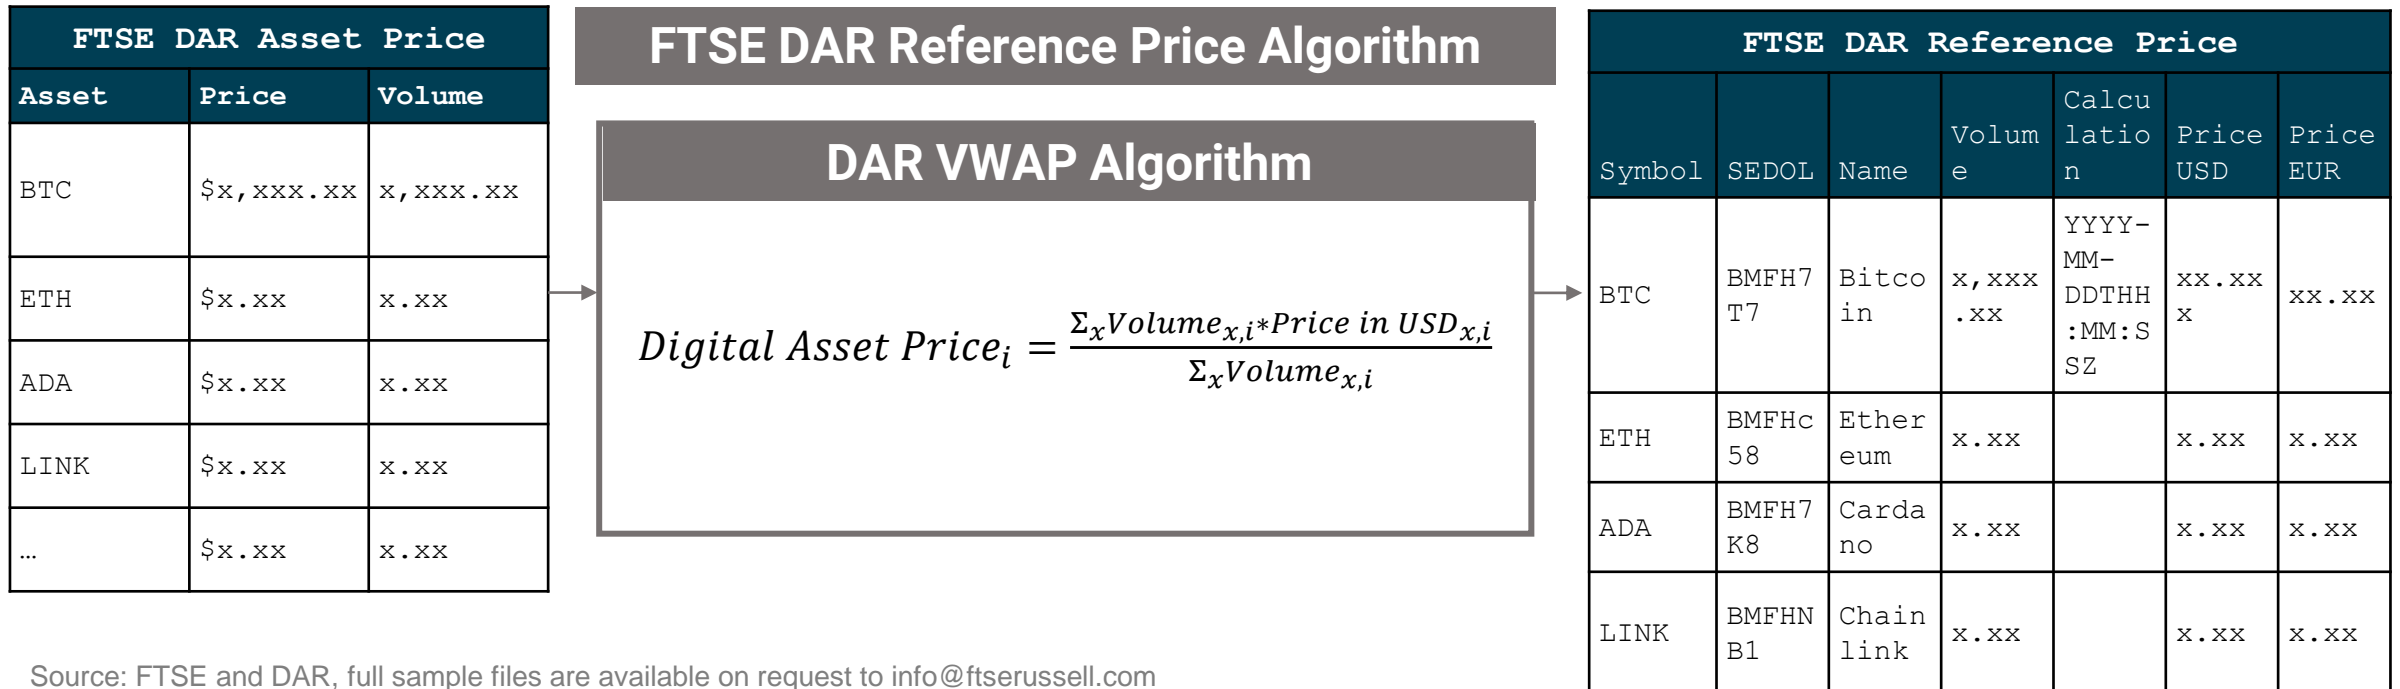 FTSE DAR Asset Price
Asset Price Volume
BTC $x,xxx.xx x,xxx.xx
ETH $x.xx x.xx
ADA $x.xx x.xx
LINK $x.xx x.xx
… $x.xx x.xx
FTSE DAR Reference Price Algorithm
DAR VWAP Algorithm
Digital Asset Price_i = Σ_x Volume_{x,i}*Price in USD_{x,i}
Σ_x Volume_{x,i}
FTSE DAR Reference Price
Symbol SEDOL Name Volum
e Calcu
latio
n Price
USD Price
EUR
BTC BMFH7
T7 Bitco
in x,xxx
.xx YYYY-
MM-
DDTHH
:MM:S
SZ xx.xx
x xx.xx
ETH BMFHc
58 Ether
eum x.xx x.xx x.xx
ADA BMFH7
K8 Carda
no x.xx x.xx x.xx
LINK BMFHN
B1 Chain
link x.xx x.xx x.xx
Source: FTSE and DAR, full sample files are available on request to info@ftserussell.com